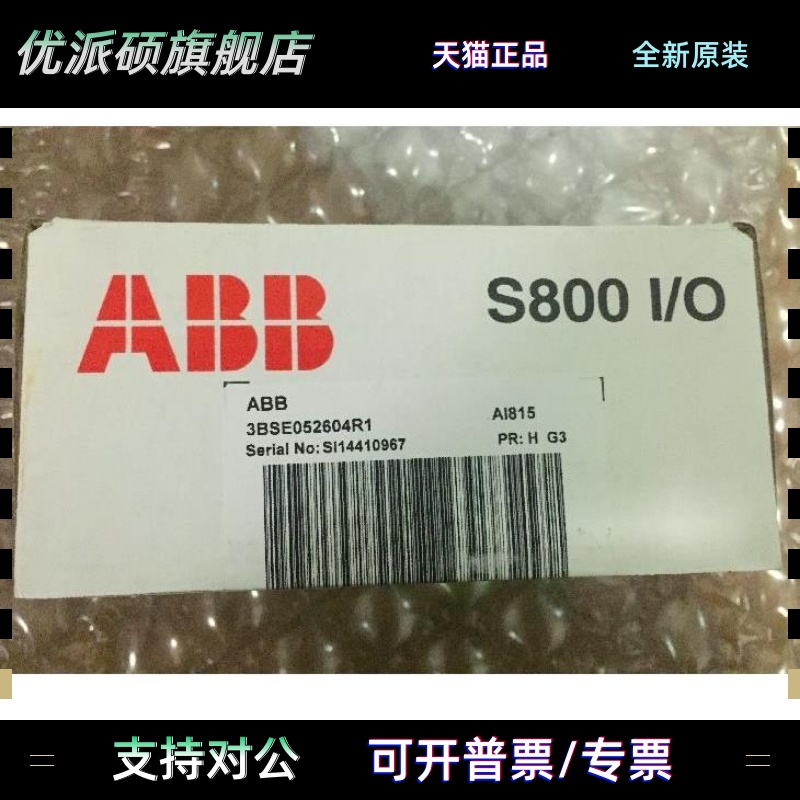 优派硕旗舰店
天猫正品
全新原装
ABB
S800 I/O
ABB
3BSE052604R1
AI815
Serial No: SI14410967
PR: H G3
支持对公
可开普票/专票